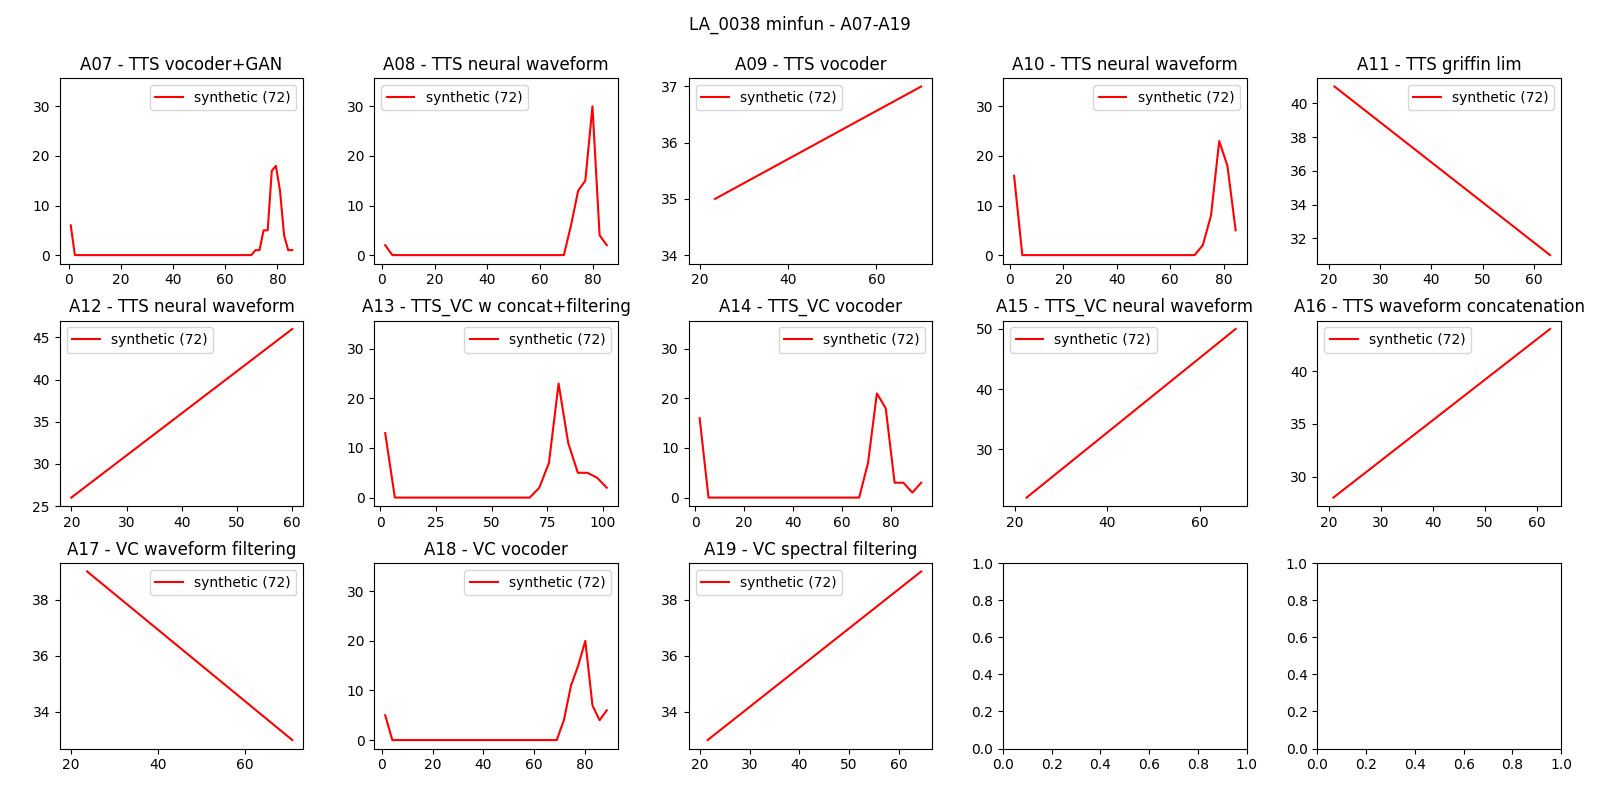 LA_0038 minfun - A07-A19
A07 - TTS vocoder+GAN
synthetic (72)
30
20
10
0
0 20 40 60 80
A08 - TTS neural waveform
synthetic (72)
30
20
10
0
0 20 40 60 80
A09 - TTS vocoder
synthetic (72)
37
36
35
34
20 40 60
A10 - TTS neural waveform
synthetic (72)
30
20
10
0
0 20 40 60 80
A11 - TTS griffin lim
synthetic (72)
40
38
36
34
32
20 30 40 50 60
A12 - TTS neural waveform
synthetic (72)
45
40
35
30
25
20 30 40 50 60
A13 - TTS_VC w concat+filtering
synthetic (72)
30
20
10
0
0 25 50 75 100
A14 - TTS_VC vocoder
synthetic (72)
30
20
10
0
0 20 40 60 80
A15 - TTS_VC neural waveform
synthetic (72)
50
40
30
20 40 60
A16 - TTS waveform concatenation
synthetic (72)
40
35
30
20 30 40 50 60
A17 - VC waveform filtering
synthetic (72)
38
36
34
20 40 60
A18 - VC vocoder
synthetic (72)
30
20
10
0
0 20 40 60 80
A19 - VC spectral filtering
synthetic (72)
38
36
34
20 30 40 50 60
1.0
0.8
0.6
0.4
0.2
0.0
0.0 0.2 0.4 0.6 0.8 1.0
1.0
0.8
0.6
0.4
0.2
0.0
0.0 0.2 0.4 0.6 0.8 1.0